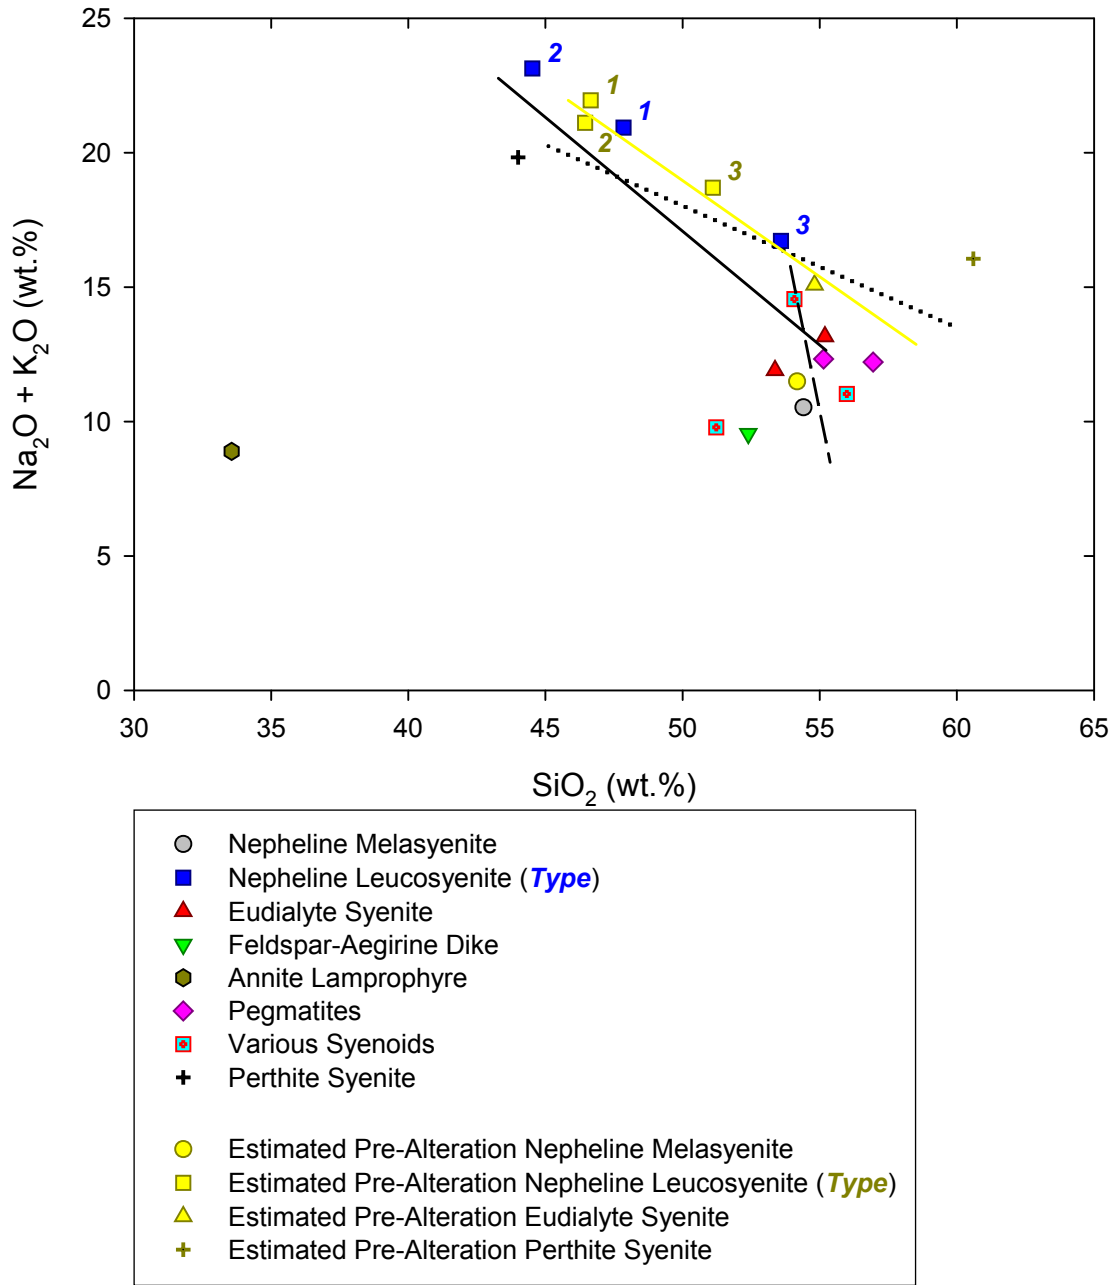 25
2
1
1
2
20
3
3
Na₂O + K₂O (wt.%)
15
10
5
0
30 35 40 45 50 55 60 65
SiO₂ (wt.%)
Nepheline Melasyenite
Nepheline Leucosyenite (Type)
Eudialyte Syenite
Feldspar-Aegirine Dike
Annite Lamprophyre
Pegmatites
Various Syenoids
Perthite Syenite
Estimated Pre-Alteration Nepheline Melasyenite
Estimated Pre-Alteration Nepheline Leucosyenite (Type)
Estimated Pre-Alteration Eudialyte Syenite
Estimated Pre-Alteration Perthite Syenite